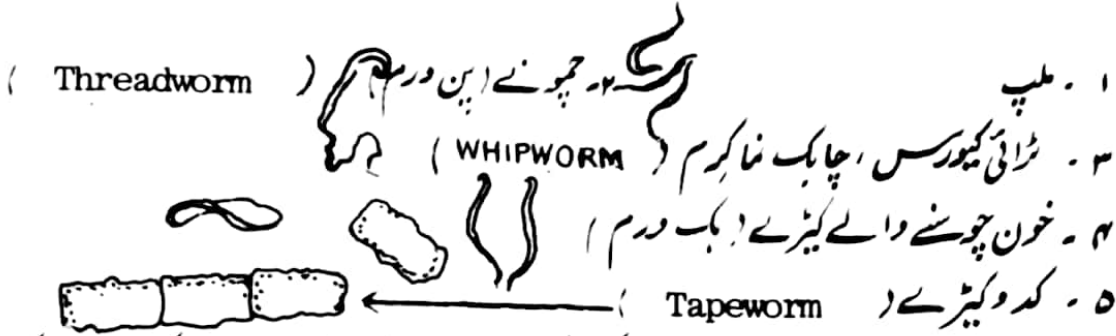 ۱ ۔ ملپ ۲۔ چمونے (پن ورم) ( Threadworm )
۳ ۔ ٹرائی کیورس ، چابک نما کرم ( WHIPWORM )
۴ ۔ خون چوسنے والے کیڑے ( ہک ورم )
۵ ۔ کدو کیڑے ( Tapeworm )